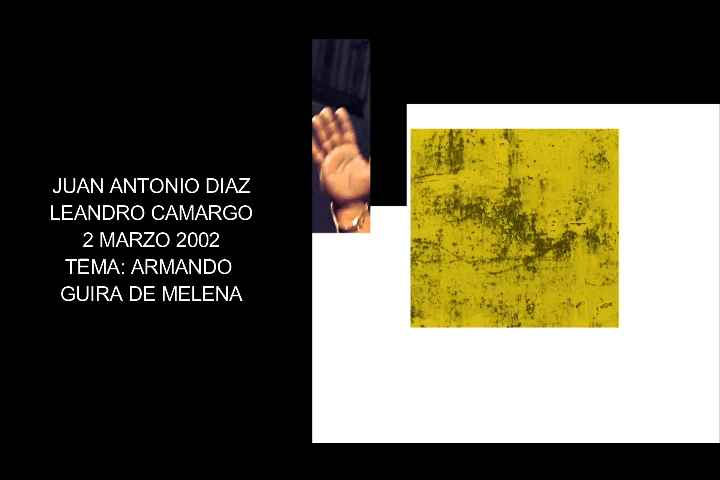 JUAN ANTONIO DIAZ
LEANDRO CAMARGO
2 MARZO 2002
TEMA: ARMANDO
GUIRA DE MELENA